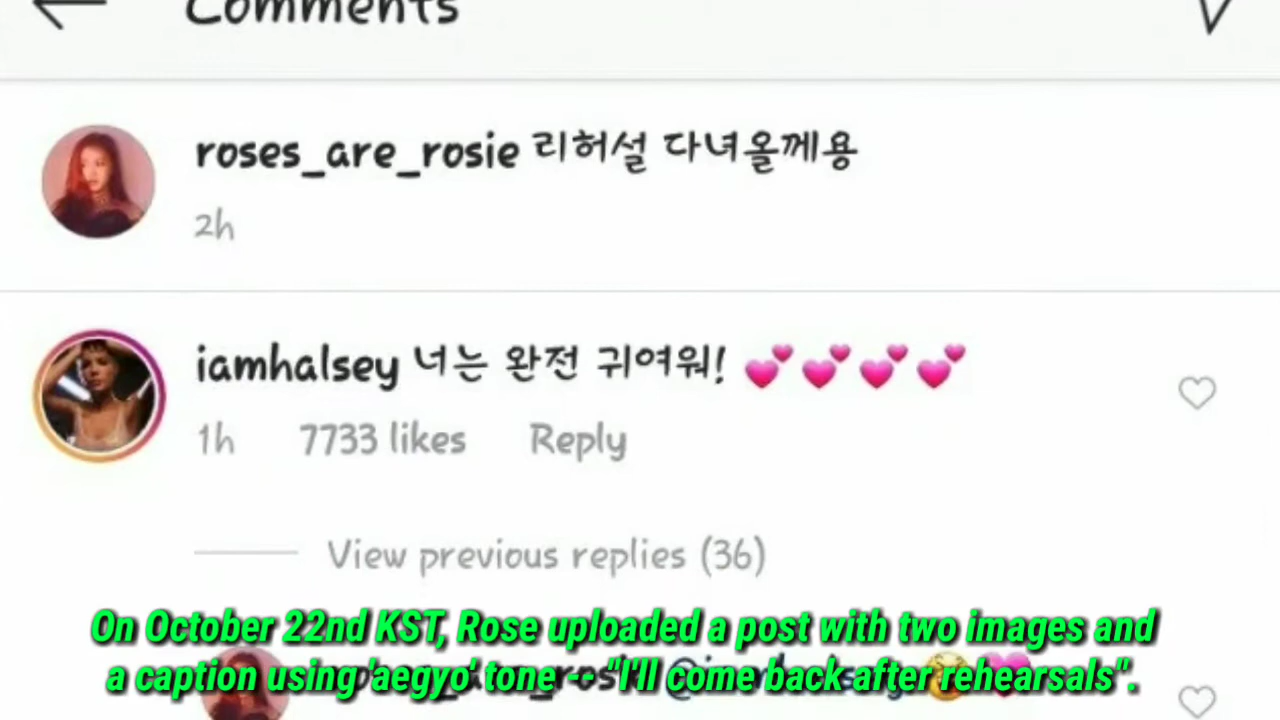 Comments
roses_are_rosie 리허설 다녀올께용
2h
iamhalsey 너는 완전 귀여워! 💕💕💕💕
1h 7733 likes Reply
View previous replies (36)
On October 22nd KST, Rose uploaded a post with two images and
a caption using 'aegyo' tone -- "I'll come back after rehearsals".